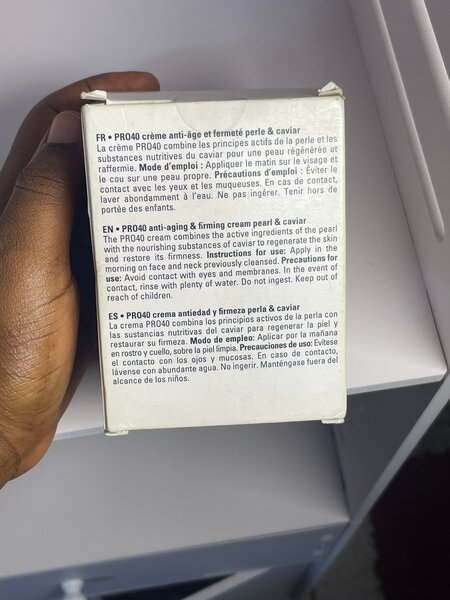 FR • PRO40 crème anti-âge et fermeté perle & caviar
La crème PRO40 combine les principes actifs de la perle et les
substances nutritives du caviar pour une peau régénérée et
raffermie. Mode d'emploi : Appliquer le matin sur le visage et
le cou sur une peau propre. Précautions d'emploi : Éviter le
contact avec les yeux et les muqueuses. En cas de contact,
laver abondamment à l'eau. Ne pas ingérer. Tenir hors de
portée des enfants.
EN • PRO40 anti-aging & firming cream pearl & caviar
The PRO40 cream combines the active ingredients of the pearl
with the nourishing substances of caviar to regenerate the skin
and restore its firmness. Instructions for use: Apply in the
morning on face and neck previously cleansed. Precautions for
use: Avoid contact with eyes and membranes. In the event of
contact, rinse with plenty of water. Do not ingest. Keep out of
reach of children.
ES • PRO40 crema antiedad y firmeza perla & caviar
La crema PRO40 combina los principios activos de la perla con
las sustancias nutritivas del caviar para regenerar la piel y
restaurar su firmeza. Modo de empleo: Aplicar por la mañana
en rostro y cuello, sobre la piel limpia. Precauciones de uso: Evítese
el contacto con los ojos y mucosas. En caso de contacto,
lávense con abundante agua. No ingerir. Manténgase fuera del
alcance de los niños.